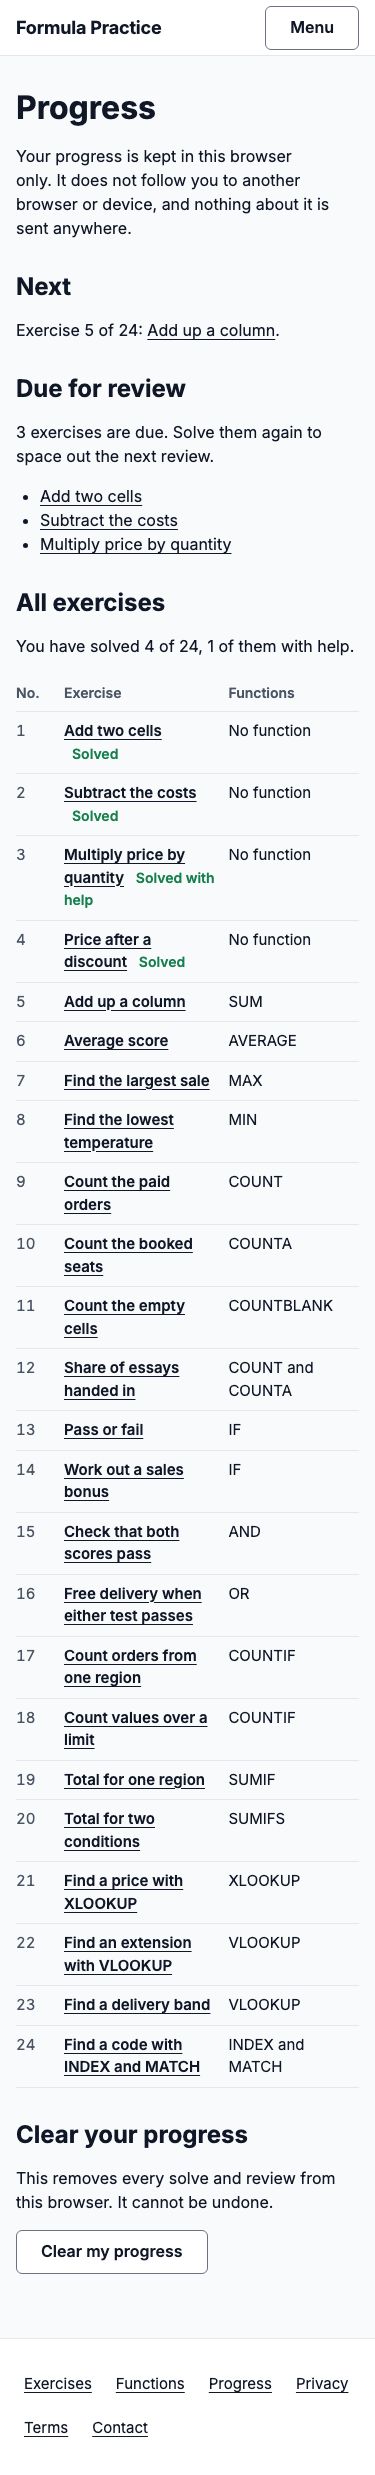 Formula Practice
Menu
Progress
Your progress is kept in this browser
only. It does not follow you to another
browser or device, and nothing about it is
sent anywhere.
Next
Exercise 5 of 24: Add up a column.
Due for review
3 exercises are due. Solve them again to
space out the next review.
• Add two cells
• Subtract the costs
• Multiply price by quantity
All exercises
You have solved 4 of 24, 1 of them with help.
No. Exercise Functions
1 Add two cells No function
Solved
2 Subtract the costs No function
Solved
3 Multiply price by No function
quantity Solved with
help
4 Price after a No function
discount Solved
5 Add up a column SUM
6 Average score AVERAGE
7 Find the largest sale MAX
8 Find the lowest MIN
temperature
9 Count the paid COUNT
orders
10 Count the booked COUNTA
seats
11 Count the empty COUNTBLANK
cells
12 Share of essays COUNT and
handed in COUNTA
13 Pass or fail IF
14 Work out a sales IF
bonus
15 Check that both AND
scores pass
16 Free delivery when OR
either test passes
17 Count orders from COUNTIF
one region
18 Count values over a COUNTIF
limit
19 Total for one region SUMIF
20 Total for two SUMIFS
conditions
21 Find a price with XLOOKUP
XLOOKUP
22 Find an extension VLOOKUP
with VLOOKUP
23 Find a delivery band VLOOKUP
24 Find a code with INDEX and
INDEX and MATCH MATCH
Clear your progress
This removes every solve and review from
this browser. It cannot be undone.
Clear my progress
Exercises Functions Progress Privacy
Terms Contact